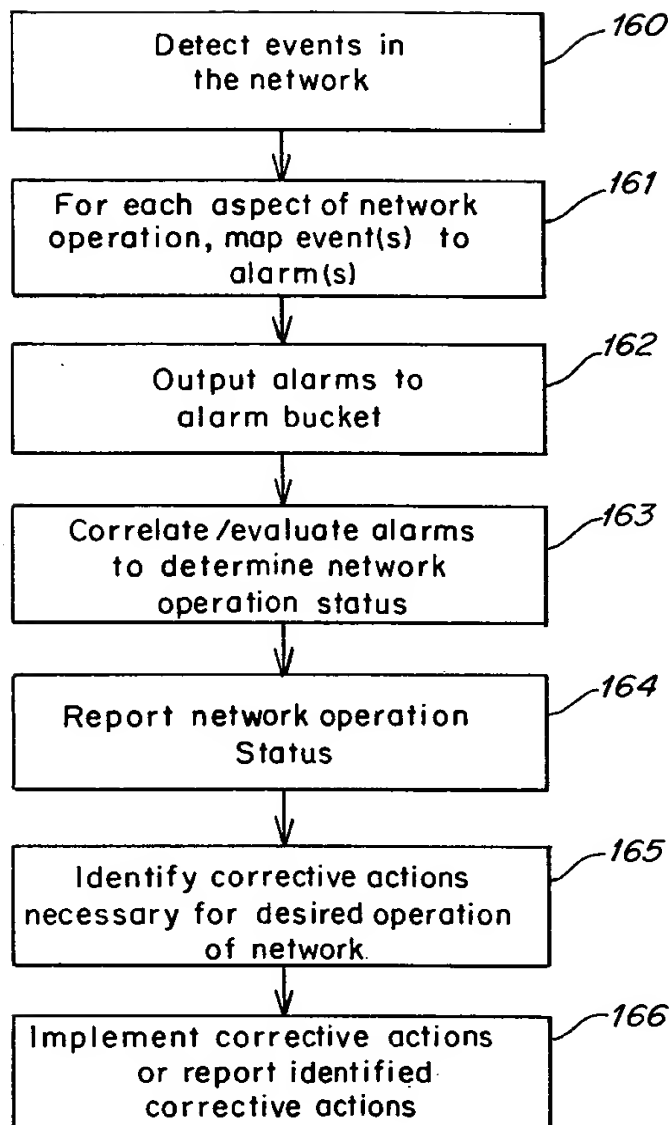 Detect events in
the network
160
For each aspect of network
operation, map event(s) to
alarm(s)
161
Output alarms to
alarm bucket
162
Correlate/evaluate alarms
to determine network
operation status
163
Report network operation
Status
164
Identify corrective actions
necessary for desired operation
of network.
165
Implement corrective actions
or report identified
corrective actions
166